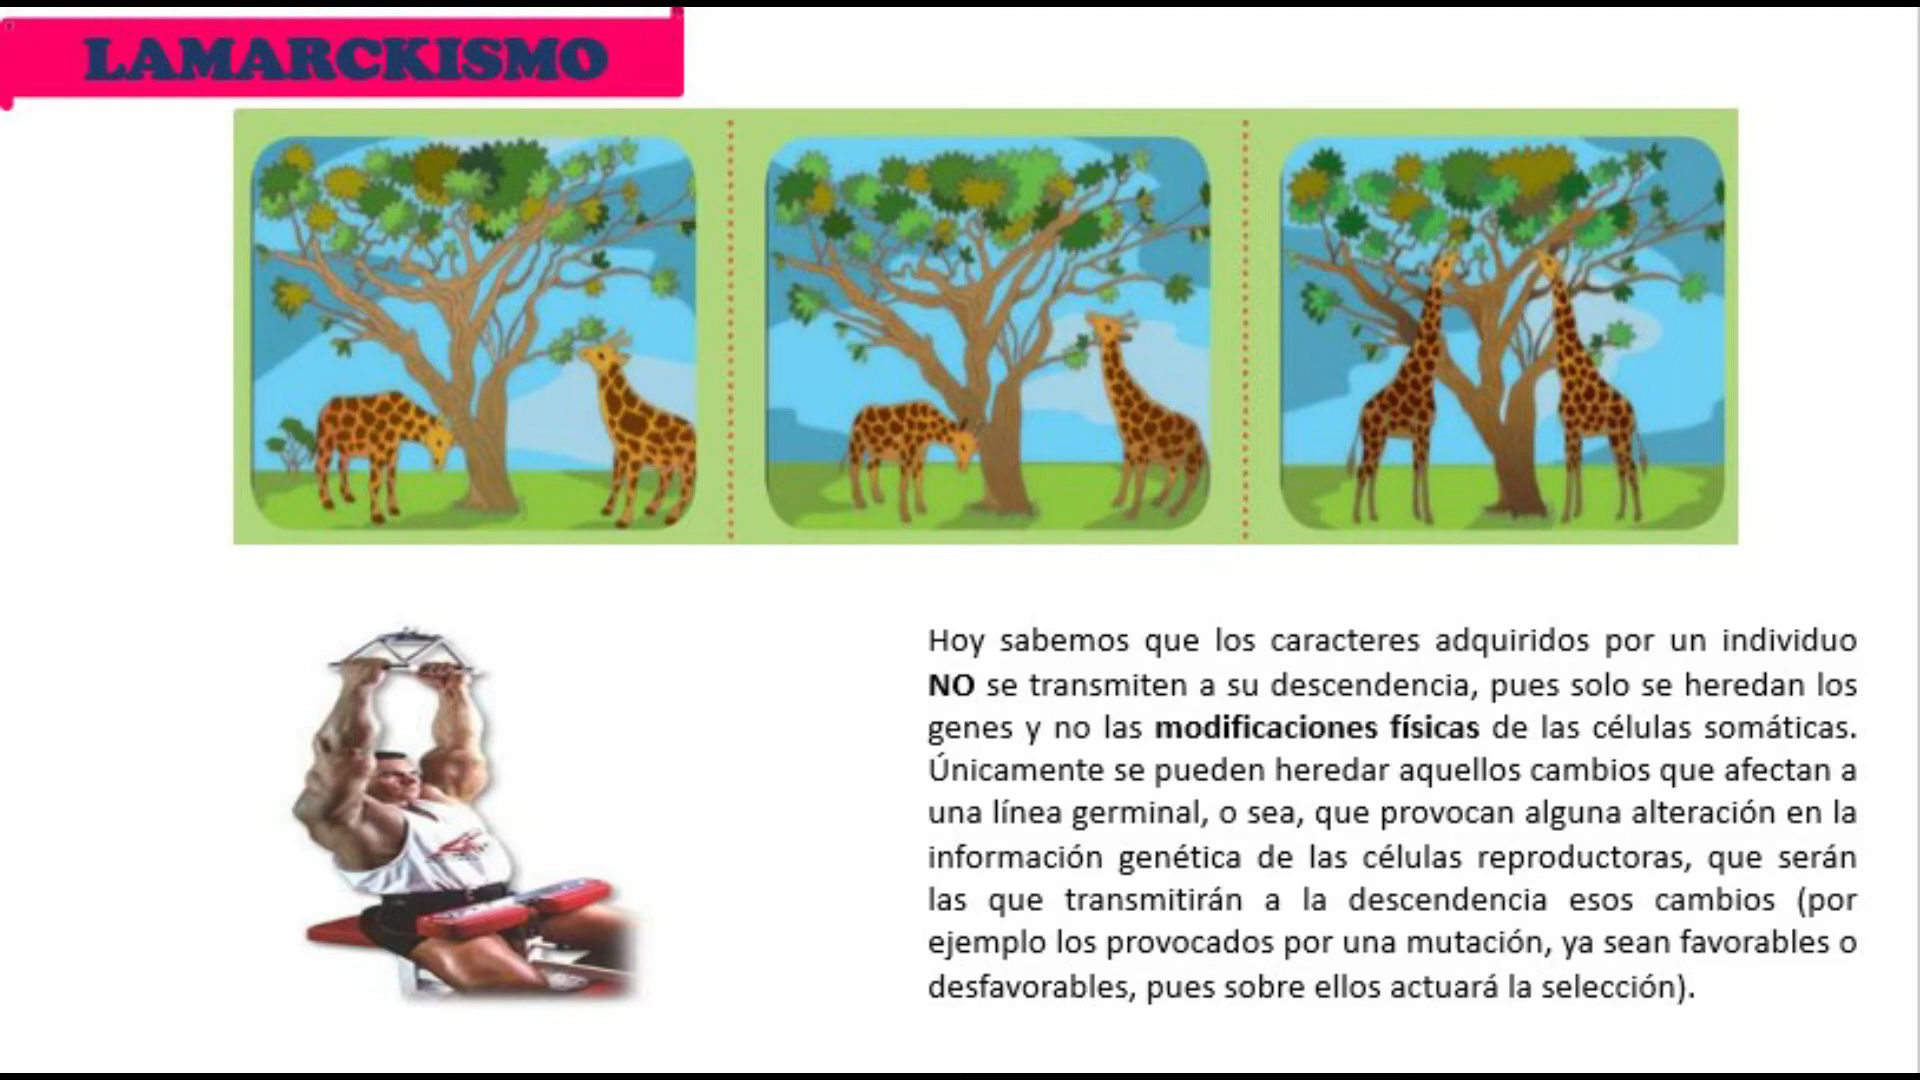 LAMARCKISMO
Hoy sabemos que los caracteres adquiridos por un individuo
NO se transmiten a su descendencia, pues solo se heredan los
genes y no las modificaciones físicas de las células somáticas.
Únicamente se pueden heredar aquellos cambios que afectan a
una línea germinal, o sea, que provocan alguna alteración en la
información genética de las células reproductoras, que serán
las que transmitirán a la descendencia esos cambios (por
ejemplo los provocados por una mutación, ya sean favorables o
desfavorables, pues sobre ellos actuará la selección).